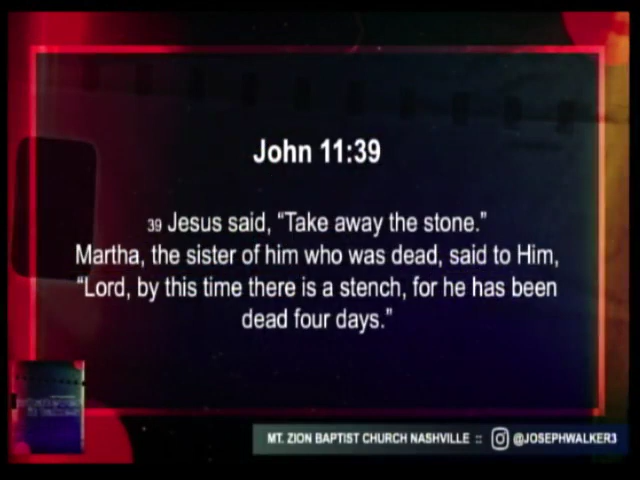 John 11:39
39 Jesus said, “Take away the stone.”
Martha, the sister of him who was dead, said to Him,
“Lord, by this time there is a stench, for he has been
dead four days.”
MT. ZION BAPTIST CHURCH NASHVILLE :: @JOSEPHWALKER3